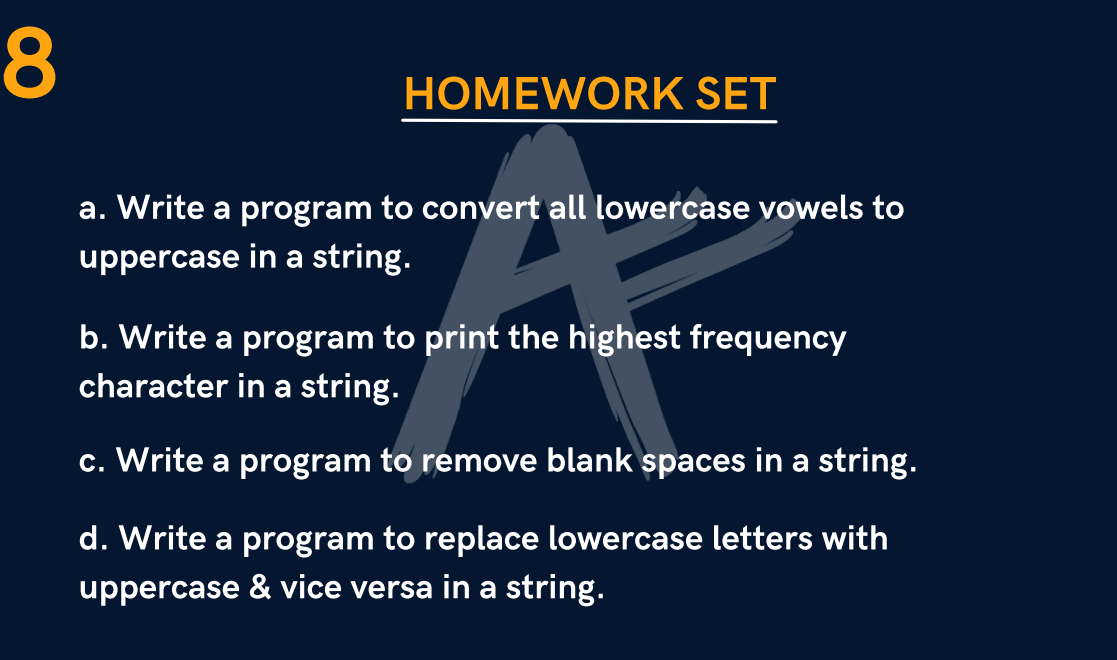 8
HOMEWORK SET
a. Write a program to convert all lowercase vowels to
uppercase in a string.
b. Write a program to print the highest frequency
character in a string.
c. Write a program to remove blank spaces in a string.
d. Write a program to replace lowercase letters with
uppercase & vice versa in a string.